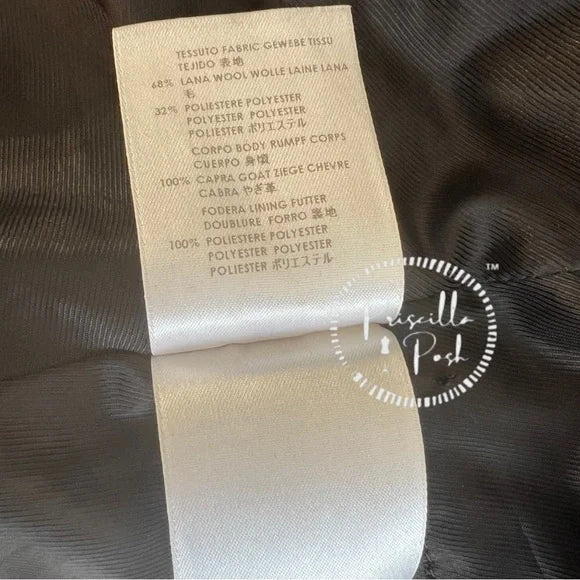 TESSUTO FABRIC GEWEBE TISSU
TEJIDO 表地
68% LANA WOOL WOLLE LAINE LANA
毛
32% POLIESTERE POLYESTER
POLYESTER POLYESTER
POLIESTER ポリエステル
CORPO BODY RUMPF CORPS
CUERPO 身頃
100% CAPRA GOAT ZIEGE CHEVRE
CABRA やぎ革
FODERA LINING FUTTER
DOUBLURE FORRO 裏地
100% POLIESTERE POLYESTER
POLYESTER POLYESTER
POLIESTER ポリエステル
Priscilla
Posh
TM